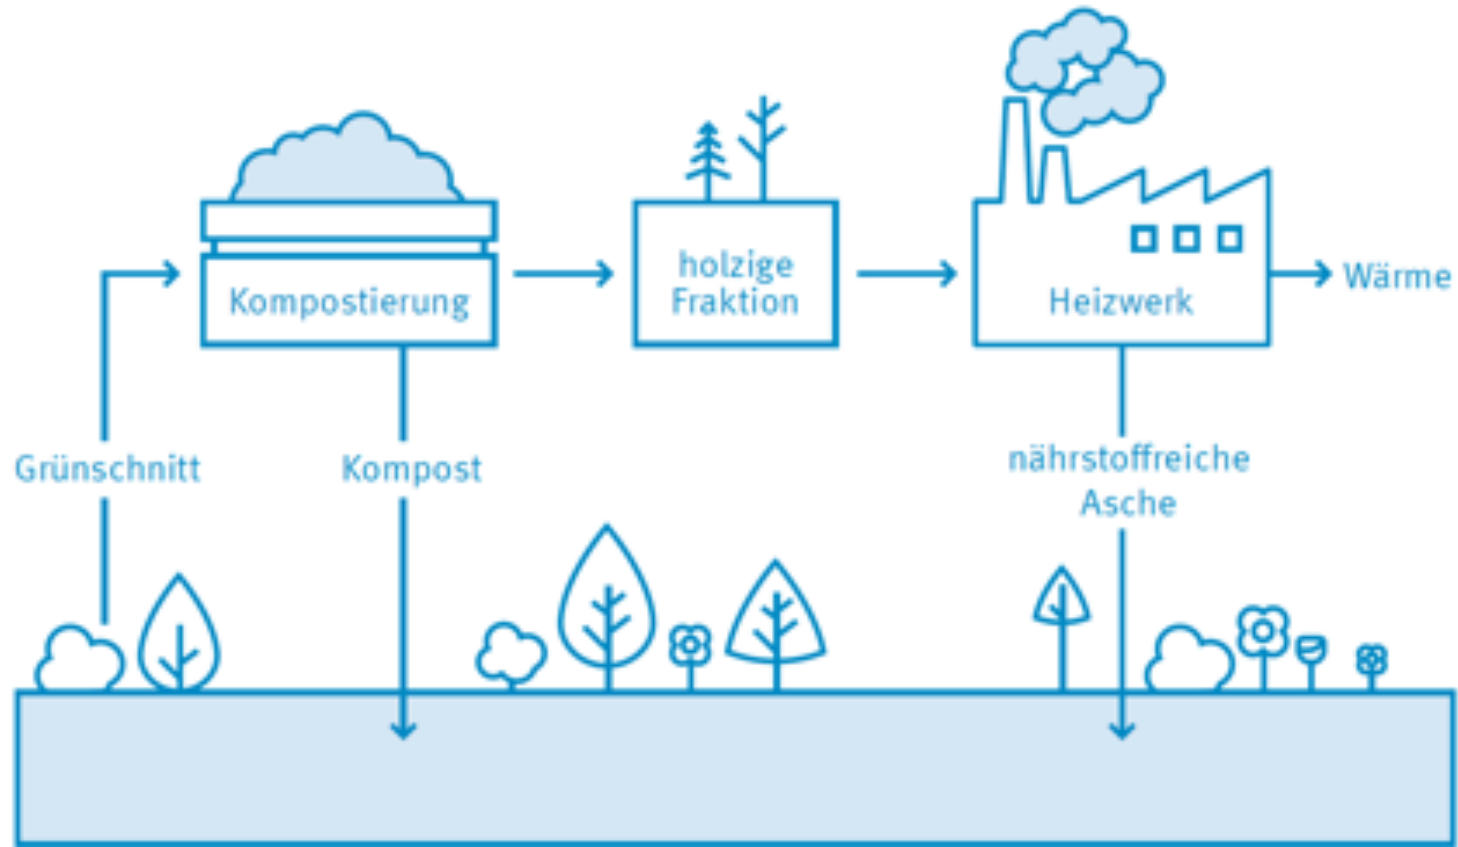 Kompostierung
holzige
Fraktion
Heizwerk
Wärme
Grünschnitt
Kompost
nährstoffreiche
Asche